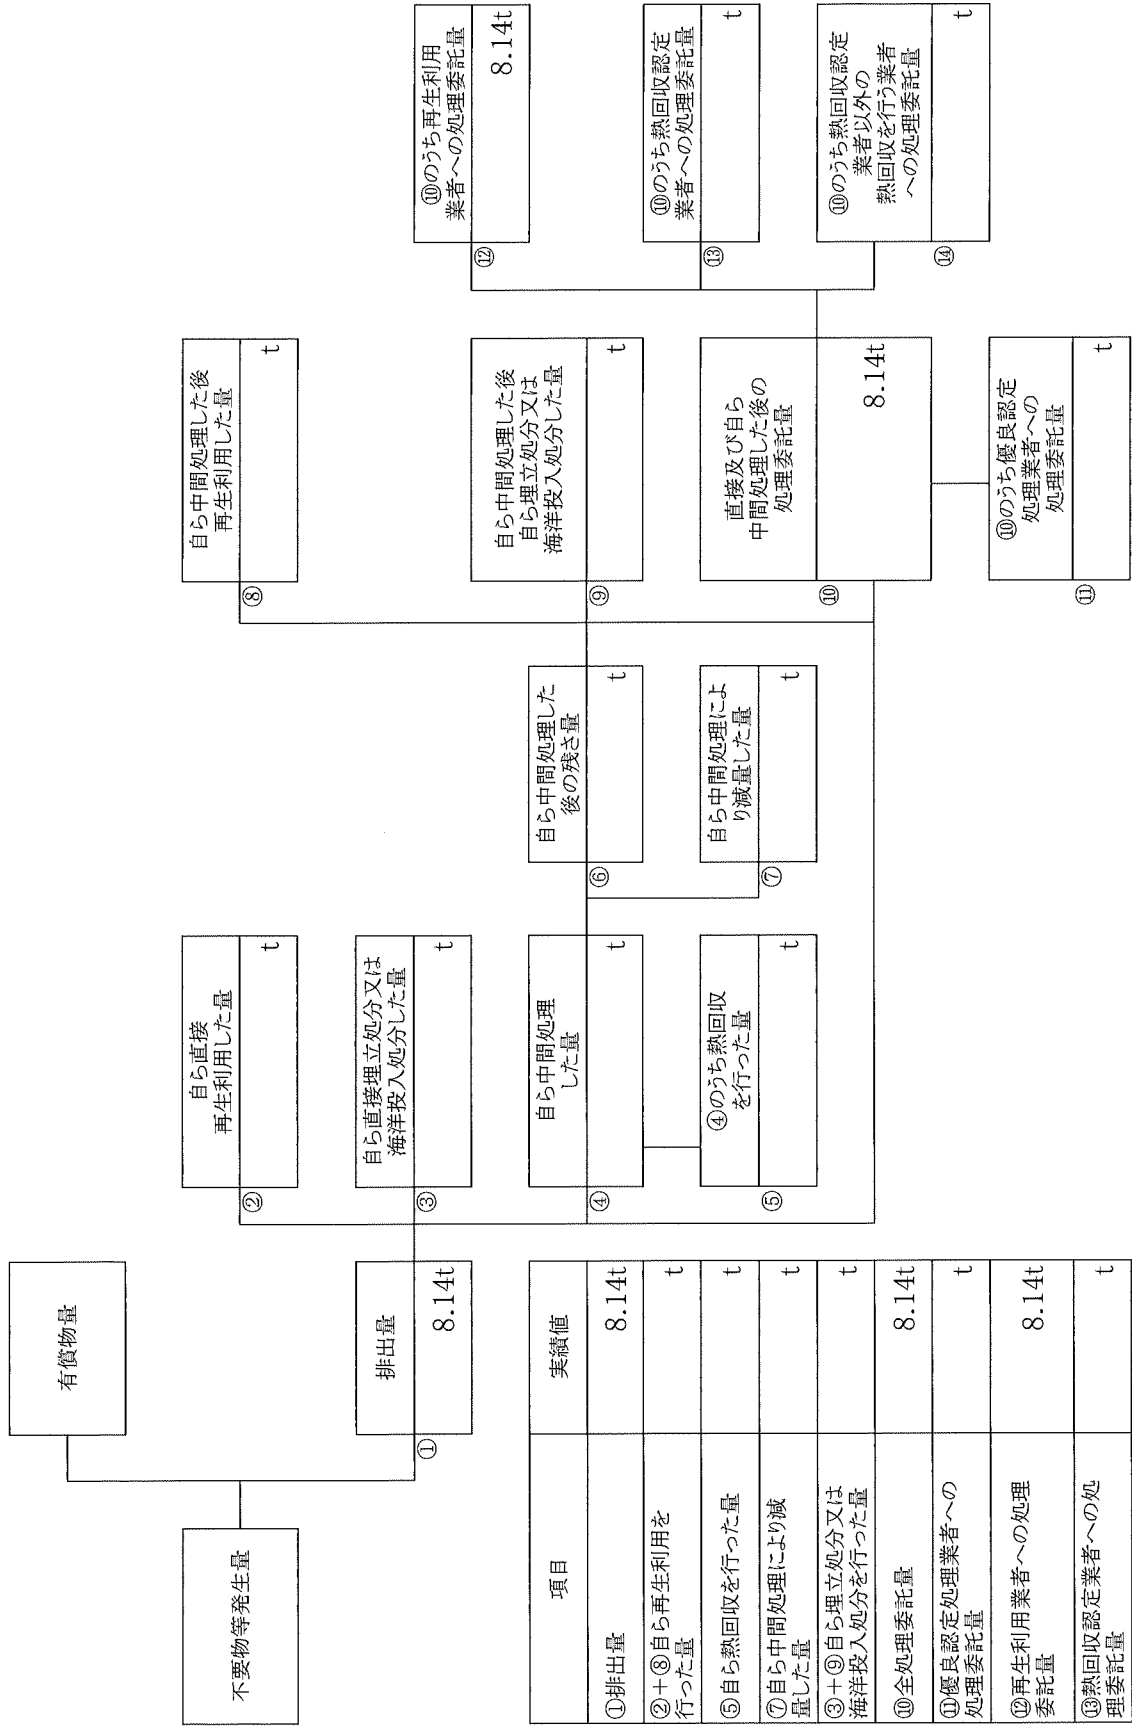 不要物等発生量
有償物量
①
排出量
8.14t
②
自ら直接
再生利用した量
t
③
自ら直接埋立処分又は
海洋投入処分した量
t
④
自ら中間処理
した量
t
⑤
④のうち熱回収
を行った量
t
⑥
自ら中間処理した
後の残さ量
t
⑦
自ら中間処理によ
り減量した量
t
⑧
自ら中間処理した後
再生利用した量
t
⑨
自ら中間処理した後
自ら埋立処分又は
海洋投入処分した量
t
⑩
直接及び自ら
中間処理した後の
処理委託量
8.14t
⑪
⑩のうち優良認定
処理業者への
処理委託量
t
⑫
⑩のうち再生利用
業者への処理委託量
8.14t
⑬
⑩のうち熱回収認定
業者への処理委託量
t
⑭
⑩のうち熱回収認定
業者以外の
熱回収を行う業者
への処理委託量
t
項目 実績値
①排出量 8.14t
②+⑧自ら再生利用を
行った量 t
⑤自ら熱回収を行った量 t
⑦自ら中間処理により減
量した量 t
③+⑨自ら埋立処分又は
海洋投入処分を行った量 t
⑩全処理委託量 8.14t
⑪優良認定処理業者への
処理委託量 t
⑫再生利用業者への処理
委託量 8.14t
⑬熱回収認定業者への処
理委託量 t